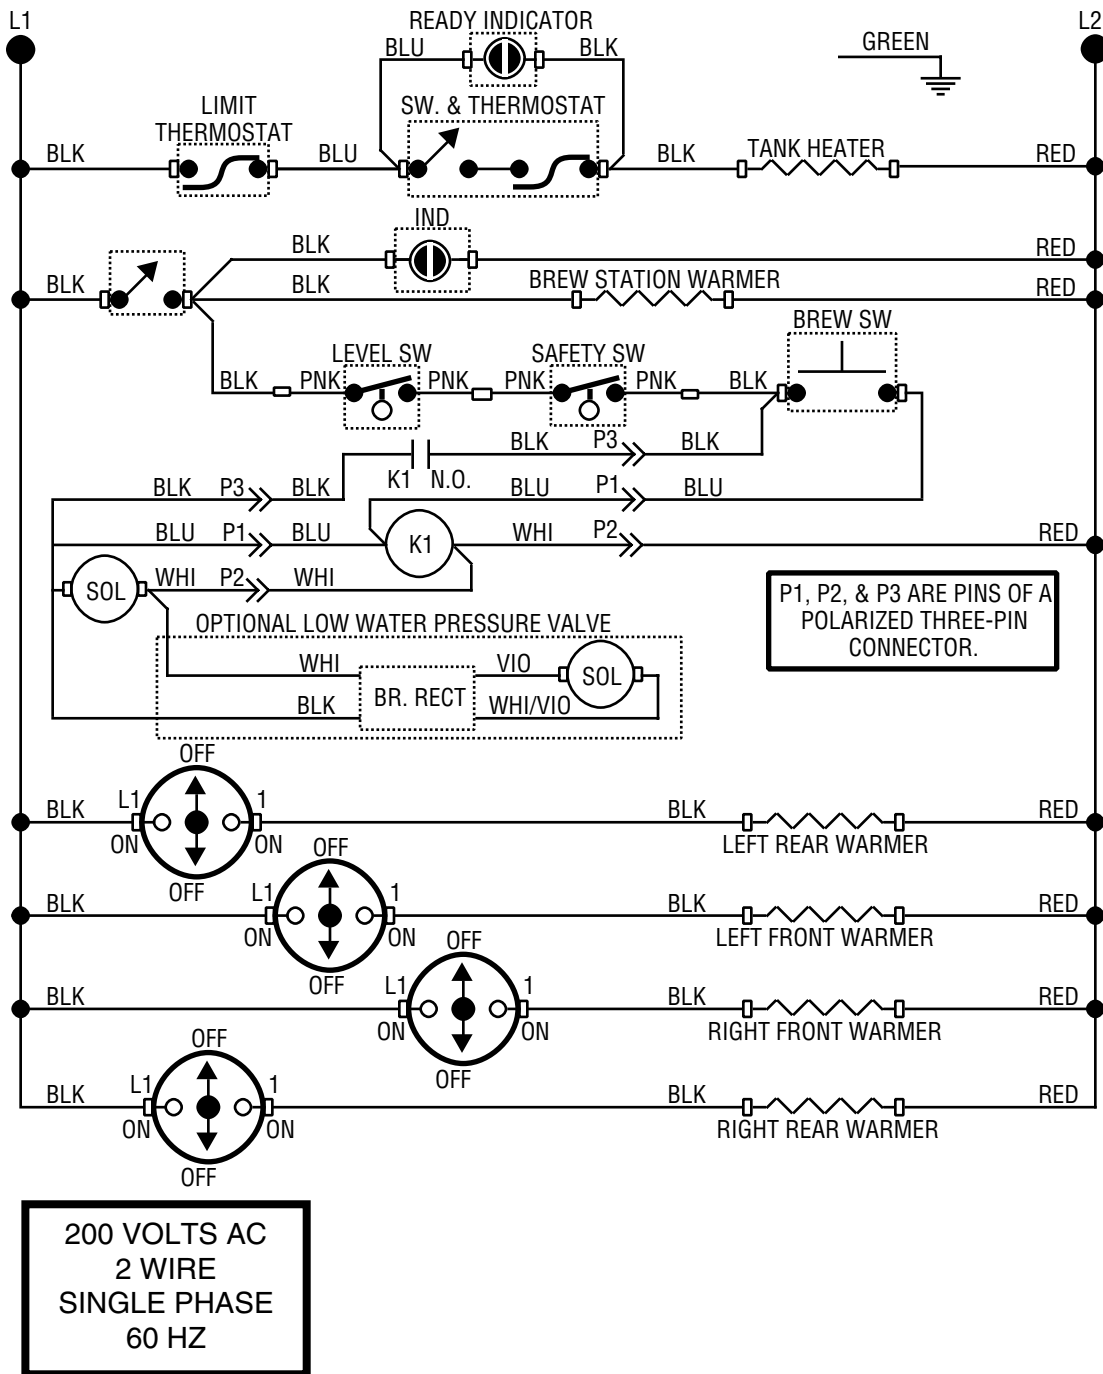 L1
READY INDICATOR
L2
BLU
BLK
GREEN
LIMIT
THERMOSTAT
SW. & THERMOSTAT
BLK
BLU
BLK
TANK HEATER
RED
IND
BLK
RED
BLK
BLK
BREW STATION WARMER
RED
BREW SW
LEVEL SW
SAFETY SW
BLK
PNK
PNK
PNK
PNK
BLK
BLK
P3
BLK
K1
N.O.
BLK
P3
BLK
BLU
P1
BLU
BLU
P1
BLU
K1
WHI
P2
RED
SOL
WHI
P2
WHI
P1, P2, & P3 ARE PINS OF A
POLARIZED THREE-PIN
CONNECTOR.
OPTIONAL LOW WATER PRESSURE VALVE
WHI
BR. RECT
VIO
SOL
BLK
WHI/VIO
OFF
BLK
L1
1
ON
ON
OFF
BLK
RED
LEFT REAR WARMER
OFF
BLK
L1
1
ON
ON
OFF
BLK
RED
LEFT FRONT WARMER
OFF
BLK
L1
1
ON
ON
OFF
BLK
RED
RIGHT FRONT WARMER
OFF
BLK
L1
1
ON
ON
OFF
BLK
RED
RIGHT REAR WARMER
200 VOLTS AC
2 WIRE
SINGLE PHASE
60 HZ